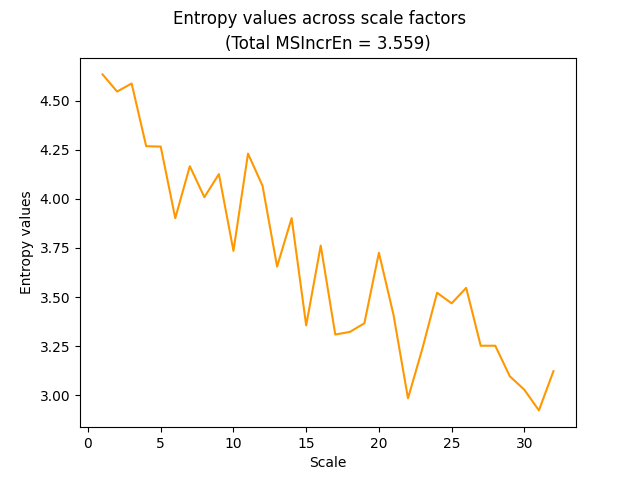 Entropy values across scale factors
(Total MSIncrEn = 3.559)
4.50
4.25
4.00
3.75
3.50
3.25
3.00
Entropy values
0 5 10 15 20 25 30
Scale